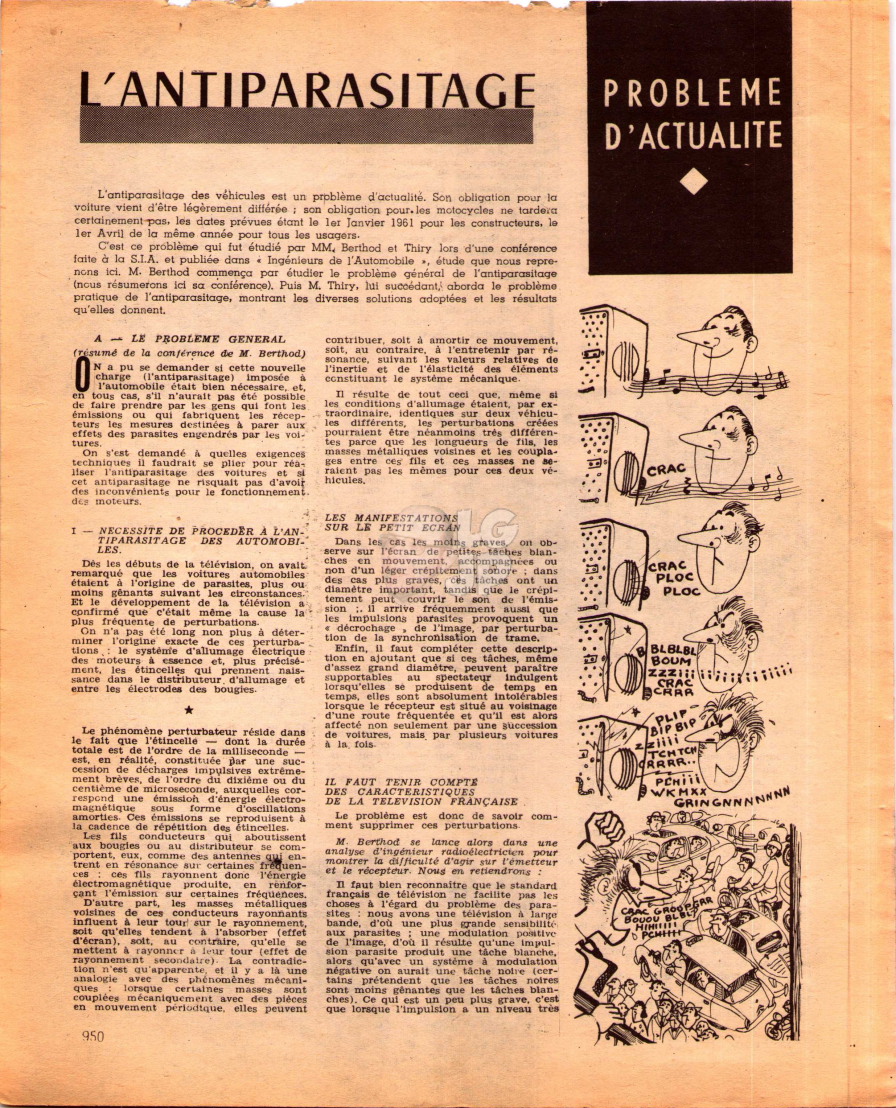 L'ANTIPARASITAGE
PROBLEME
D'ACTUALITE
L'antiparasitage des véhicules est un prpblème d'actualité. Son obligation pour la
voiture vient d'être légèrement différée ; son obligation pour les motocycles ne tardera
certainement pas, les dates prévues étant le 1er Janvier 1961 pour les constructeurs, le
1er Avril de la même année pour tous les usagers.
C'est ce problème qui fut étudié par MM. Berthod et Thiry lors d'une conférence
faite à la S.I.A. et publiée dans « Ingénieurs de l'Automobile », étude que nous repre-
nons ici. M. Berthod commença par étudier le problème général de l'antiparasitage
(nous résumerons ici sa conférence). Puis M. Thiry, lui succédant, aborda le problème
pratique de l'antiparasitage, montrant les diverses solutions adoptées et les résultats
qu'elles donnent.
A — LE PROBLEME GENERAL
(résumé de la conférence de M. Berthod)
ON a pu se demander si cette nouvelle
charge (l'antiparasitage) imposée à
l'automobile était bien nécessaire, et,
en tous cas, s'il n'aurait pas été possible
de faire prendre par les gens qui font les
émissions ou qui fabriquent les récep-
teurs les mesures destinées à parer aux
effets des parasites engendrés par les voi-
tures.
On s'est demandé à quelles exigences
techniques il faudrait se plier pour réa-
liser l'antiparasitage des voitures et si
cet antiparasitage ne risquait pas d'avoir
des inconvénients pour le fonctionnement
des moteurs.
I — NECESSITE DE PROCEDER À L'AN-
TIPARASITAGE DES AUTOMOBI-
LES.
Dès les débuts de la télévision, on avait
remarqué que les voitures automobiles
étaient à l'origine de parasites, plus ou
moins gênants suivant les circonstances.
Et le développement de la télévision a
confirmé que c'était même la cause la
plus fréquente de perturbations.
On n'a pas été long non plus à déter-
miner l'origine exacte de ces perturba-
tions : le système d'allumage électrique
des moteurs à essence et, plus précisé-
ment, les étincelles qui prennent nais-
sance dans le distributeur d'allumage et
entre les électrodes des bougies.
★
Le phénomène perturbateur réside dans
le fait que l'étincelle — dont la durée
totale est de l'ordre de la milliseconde —
est, en réalité, constituée par une suc-
cession de décharges impulsives extrême-
ment brèves, de l'ordre du dixième ou du
centième de microseconde, auxquelles cor-
respond une émission d'énergie électro-
magnétique sous forme d'oscillations
amorties. Ces émissions se reproduisent à
la cadence de répétition des étincelles.
Les fils conducteurs qui aboutissent
aux bougies ou au distributeur se com-
portent, eux, comme des antennes qui en-
trent en résonance sur certaines fréquen-
ces ; ces fils rayonnent donc l'énergie
électromagnétique produite, en renfor-
çant l'émission sur certaines fréquences.
D'autre part, les masses métalliques
voisines de ces conducteurs rayonnants
influent à leur tour sur le rayonnement,
soit qu'elles tendent à l'absorber (effet
d'écran), soit, au contraire, qu'elle se
mettent à rayonner à leur tour (effet de
rayonnement secondaire). La contradic-
tion n'est qu'apparente, et il y a là une
analogie avec des phénomènes mécani-
ques : lorsque certaines masses sont
couplées mécaniquement avec des pièces
en mouvement périodique, elles peuvent
contribuer, soit à amortir ce mouvement,
soit, au contraire, à l'entretenir par ré-
sonance, suivant les valeurs relatives de
l'inertie et de l'élasticité des éléments
constituant le système mécanique.
Il résulte de tout ceci que, même si
les conditions d'allumage étaient, par ex-
traordinaire, identiques sur deux véhicu-
les différents, les perturbations créées
pourraient être néanmoins très différen-
tes parce que les longueurs de fils, les
masses métalliques voisines et les coupla-
ges entre ces fils et ces masses ne se-
raient pas les mêmes pour ces deux vé-
hicules.
LES MANIFESTATIONS
SUR LE PETIT ECRAN
Dans les cas les moins graves, on ob-
serve sur l'écran de petites tâches blan-
ches en mouvement, accompagnées ou
non d'un léger crépitement sonore ; dans
des cas plus graves, ces tâches ont un
diamètre important, tandis que le crépi-
tement peut couvrir le son de l'émis-
sion ; il arrive fréquemment aussi que
les impulsions parasites provoquent un
« décrochage » de l'image, par perturba-
tion de la synchronisation de trame.
Enfin, il faut compléter cette descrip-
tion en ajoutant que si ces tâches, même
d'assez grand diamètre, peuvent paraître
supportables au spectateur indulgent
lorsqu'elles se produisent de temps en
temps, elles sont absolument intolérables
lorsque le récepteur est situé au voisinage
d'une route fréquentée et qu'il est alors
affecté non seulement par une succession
de voitures, mais par plusieurs voitures
à la fois.
IL FAUT TENIR COMPTE
DES CARACTERISTIQUES
DE LA TELEVISION FRANÇAISE
Le problème est donc de savoir com
ment supprimer ces perturbations.
M. Berthod se lance alors dans une
analyse d'ingénieur radioélectricien pour
montrer la difficulté d'agir sur l'émetteur
et le récepteur. Nous en retiendrons :
Il faut bien reconnaître que le standard
français de télévision ne facilite pas les
choses à l'égard du problème des para-
sites : nous avons une télévision à large
bande, d'où une plus grande sensibilité
aux parasites ; une modulation positive
de l'image, d'où il résulte qu'une impul-
sion parasite produit une tâche blanche,
alors qu'avec un système à modulation
négative on aurait une tâche noire (cer-
tains prétendent que les tâches noires
sont moins gênantes que les tâches blan-
ches). Ce qui est un peu plus grave, c'est
que lorsque l'impulsion a un niveau très
CRAC
CRAC
PLOC
PLOC
BLBLBL
BOUM
ZZZiiiiiiiiiiiiiiiii
CRAC
CRRR
PLIP
BIP BIP
ZZiiiii
TCHTCH
CRRRR..
PCHiii
WKMXX
GRINGNNNNNNN
CRAC GROOPGRR
BOUOU BLBL
HIHIIIII
PCHIIII
950